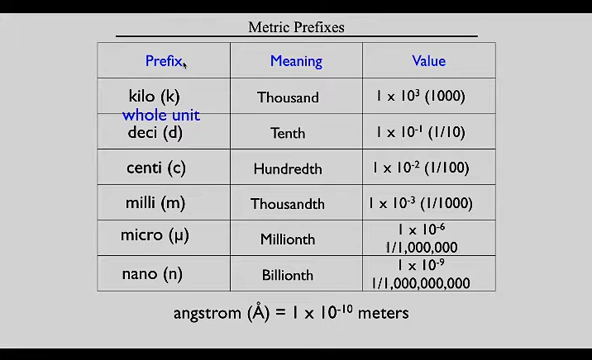 Metric Prefixes
Prefix Meaning Value
kilo (k) Thousand 1 x 10³ (1000)
whole unit
deci (d) Tenth 1 x 10⁻¹ (1/10)
centi (c) Hundredth 1 x 10⁻² (1/100)
milli (m) Thousandth 1 x 10⁻³ (1/1000)
micro (µ) Millionth 1 x 10⁻⁶
1/1,000,000
nano (n) Billionth 1 x 10⁻⁹
1/1,000,000,000
angstrom (Å) = 1 x 10⁻¹⁰ meters